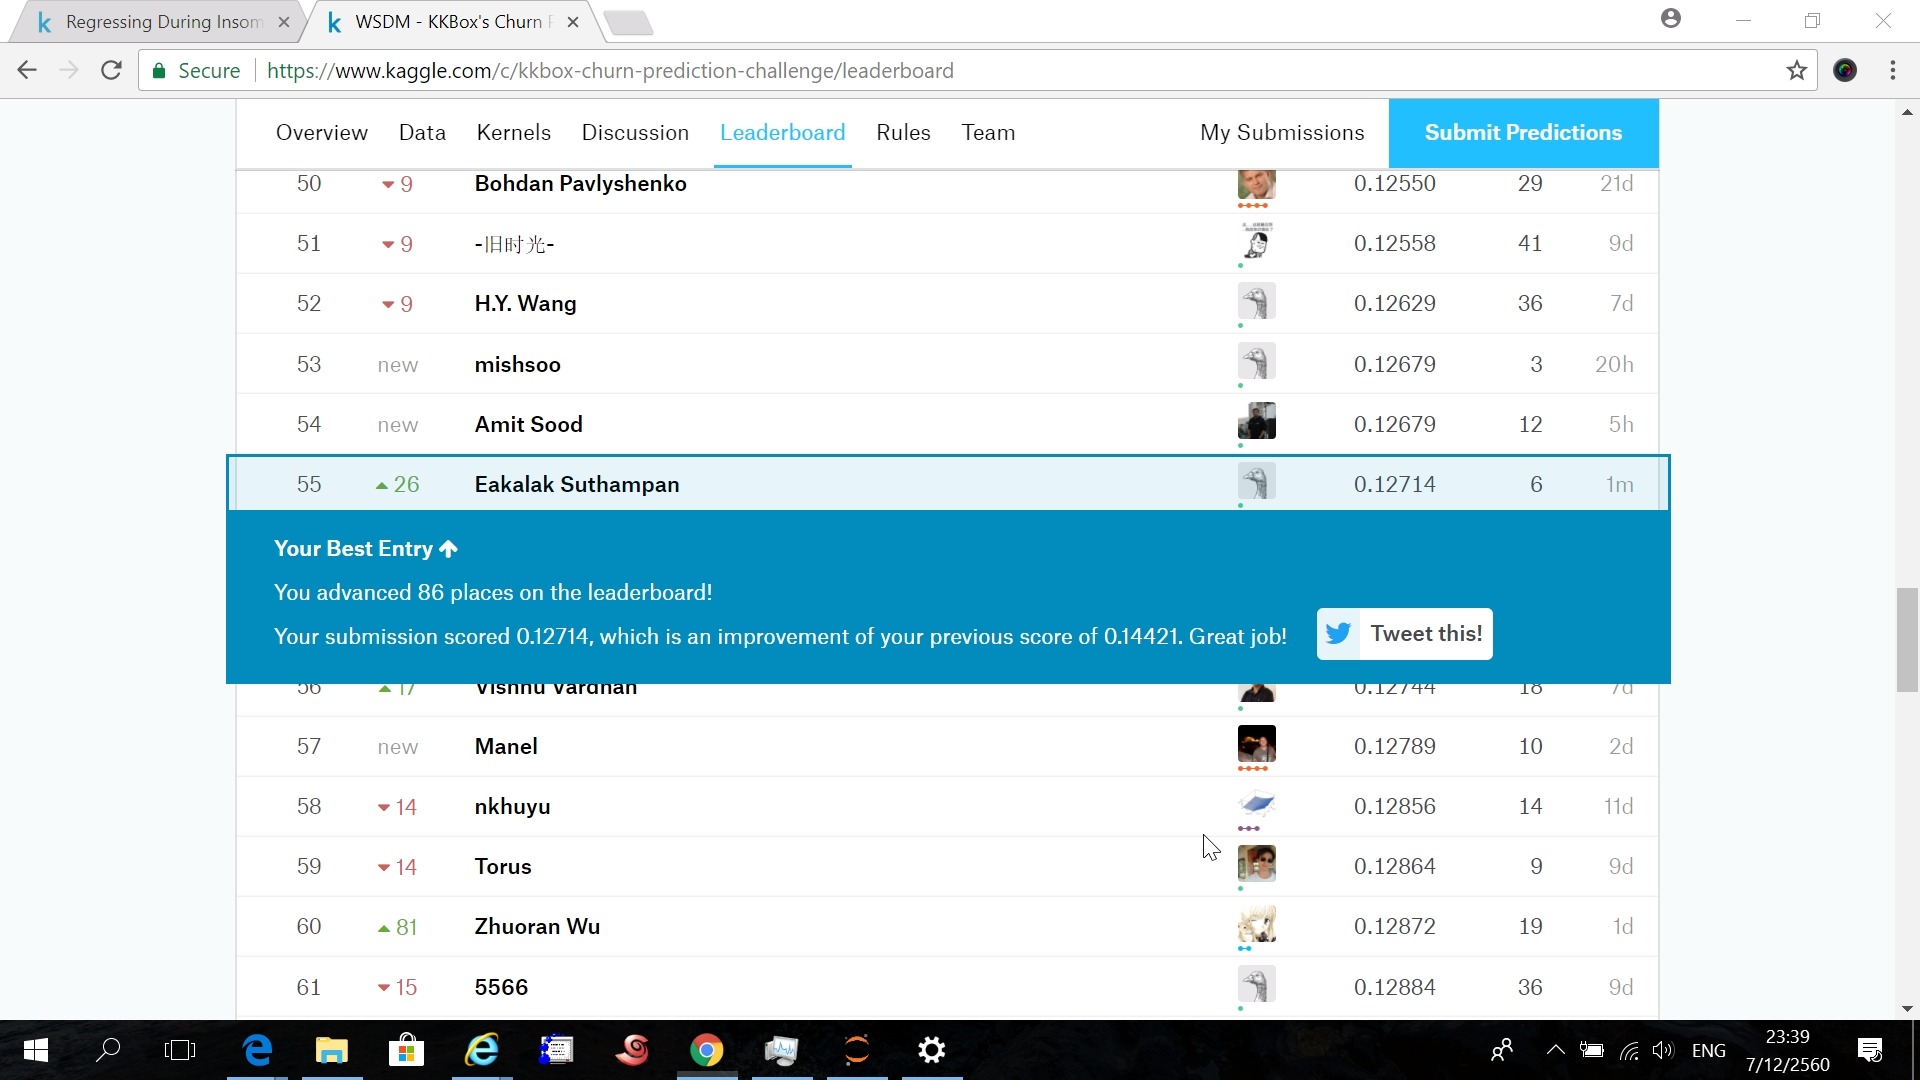 Regressing During Insom
WSDM - KKBox's Churn P
Secure https://www.kaggle.com/c/kkbox-churn-prediction-challenge/leaderboard
Overview Data Kernels Discussion Leaderboard Rules Team My Submissions Submit Predictions
50 9 Bohdan Pavlyshenko 0.12550 29 21d
51 9 -旧时光- 0.12558 41 9d
52 9 H.Y. Wang 0.12629 36 7d
53 new mishsoo 0.12679 3 20h
54 new Amit Sood 0.12679 12 5h
55 26 Eakalak Suthampan 0.12714 6 1m
Your Best Entry
You advanced 86 places on the leaderboard!
Your submission scored 0.12714, which is an improvement of your previous score of 0.14421. Great job! Tweet this!
56 17 Vishnu Vardhan 0.12744 18 7d
57 new Manel 0.12789 10 2d
58 14 nkhuyu 0.12856 14 11d
59 14 Torus 0.12864 9 9d
60 81 Zhuoran Wu 0.12872 19 1d
61 15 5566 0.12884 36 9d
ENG
23:39
7/12/2560